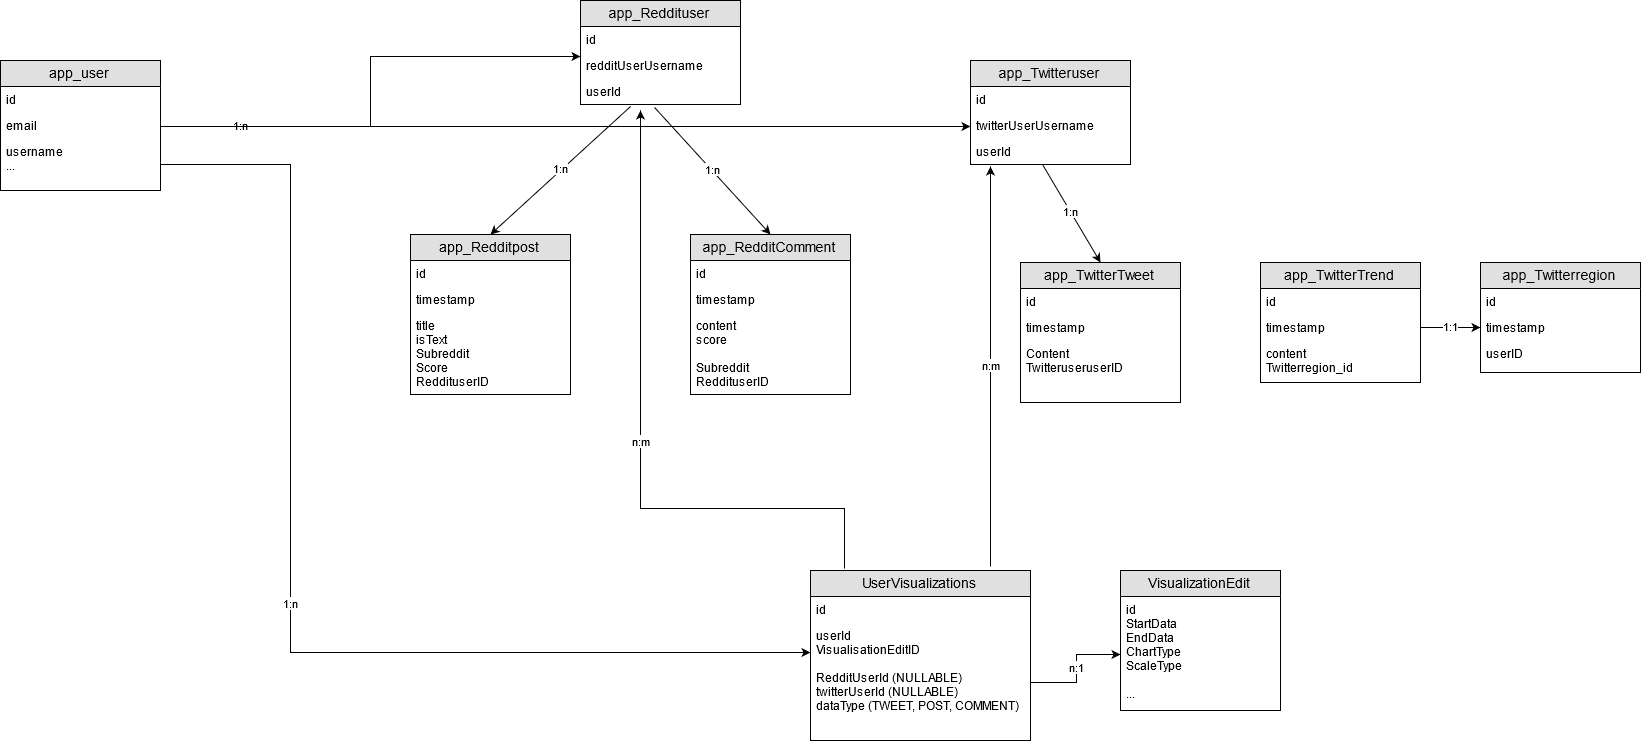 app_Reddituser
id
redditUserUsername
userId
app_user
id
email
username
...
1:n
app_Twitteruser
id
twitterUserUsername
userId
1:n
1:n
1:n
app_Redditpost
id
timestamp
title
isText
Subreddit
Score
ReddituserID
app_RedditComment
id
timestamp
content
score
Subreddit
ReddituserID
app_TwitterTweet
id
timestamp
Content
TwitteruseruserID
app_TwitterTrend
id
timestamp
content
Twitterregion_id
1:1
app_Twitterregion
id
timestamp
userID
n:m
n:m
1:n
UserVisualizations
id
userId
VisualisationEditID
RedditUserId (NULLABLE)
twitterUserId (NULLABLE)
dataType (TWEET, POST, COMMENT)
n:1
VisualizationEdit
id
StartData
EndData
ChartType
ScaleType
...